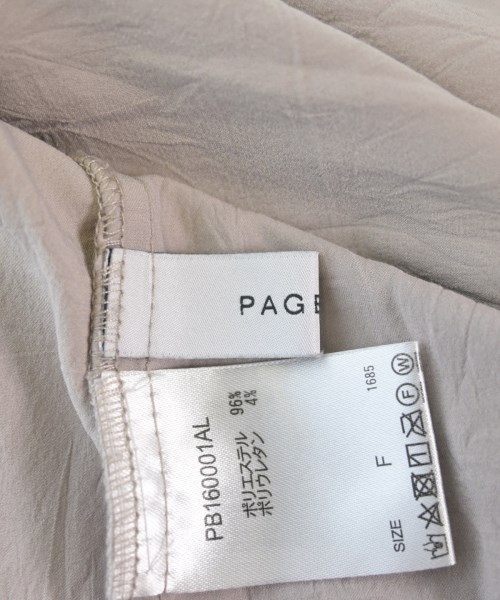 PAGE
PB160001AL
ポリエステル 96%
ポリウレタン 4%
SIZE F
1685
F
W